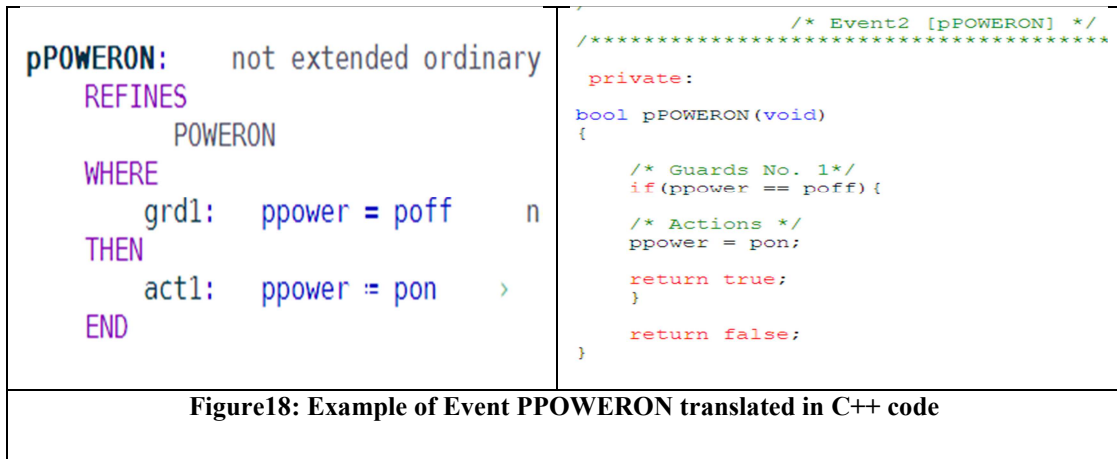 pPOWERON: not extended ordinary
REFINES
POWERON
WHERE
grd1: ppower = poff n
THEN
act1: ppower ≔ pon ›
END
/* Event2 [pPOWERON] */
/****************************************
private:
bool pPOWERON(void)
{
/* Guards No. 1*/
if(ppower == poff){
/* Actions */
ppower = pon;
return true;
}
return false;
}
Figure18: Example of Event PPOWERON translated in C++ code